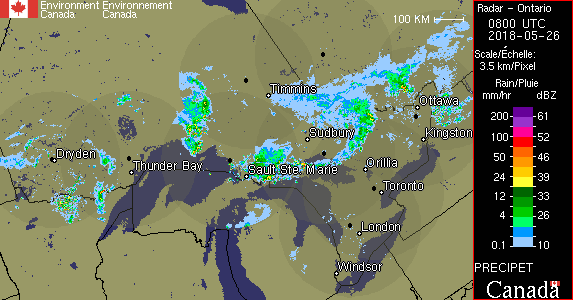 Environment Environnement
Canada Canada
100 KM
Radar - Ontario
0800 UTC
2018-05-26
Scale/Échelle:
3.5 km/Pixel
Rain/Pluie
mm/hr dBZ
200 61
100 52
50 46
24 39
12 33
4 26
0.1 10
Timmins
Ottawa
Sudbury
Kingston
Dryden
Thunder Bay
Sault Ste. Marie
Orillia
Toronto
London
Windsor
PRECIPET
Canada